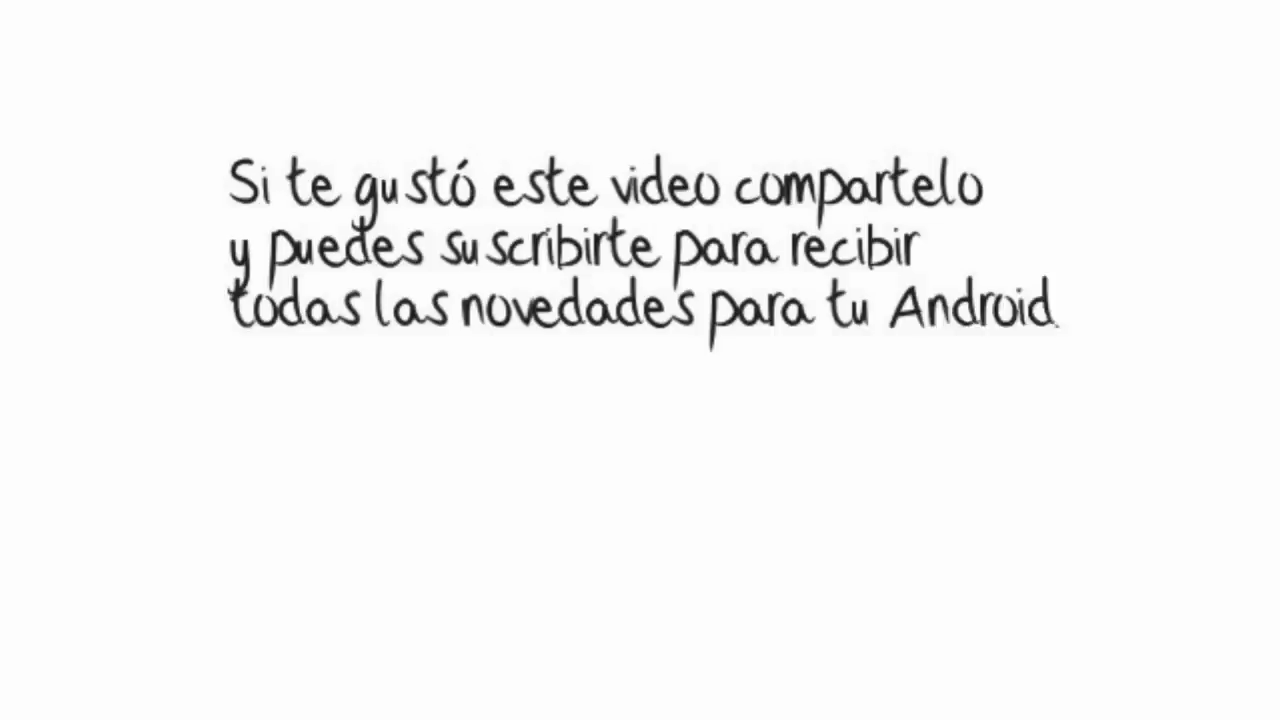 Si te gustó este video compartelo
y puedes suscribirte para recibir
todas las novedades para tu Android